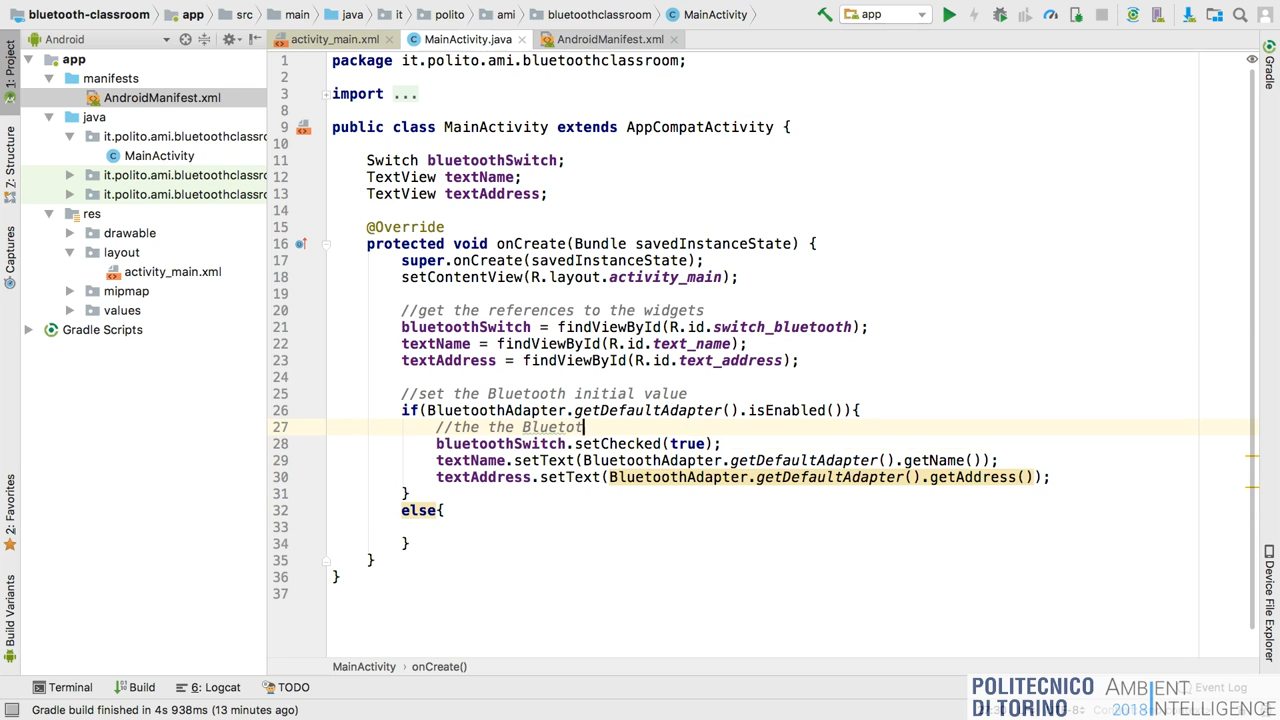 bluetooth-classroom app src main java it polito ami bluetoothclassroom MainActivity app
Android activity_main.xml MainActivity.java AndroidManifest.xml
1: Project
Z: Structure
Captures
2: Favorites
Build Variants
app
manifests
AndroidManifest.xml
java
it.polito.ami.bluetoothclassro
MainActivity
it.polito.ami.bluetoothclassro
it.polito.ami.bluetoothclassro
res
drawable
layout
activity_main.xml
mipmap
values
Gradle Scripts
1 package it.polito.ami.bluetoothclassroom;
2
3 import ...
8
9 public class MainActivity extends AppCompatActivity {
10
11 Switch bluetoothSwitch;
12 TextView textName;
13 TextView textAddress;
14
15 @Override
16 protected void onCreate(Bundle savedInstanceState) {
17 super.onCreate(savedInstanceState);
18 setContentView(R.layout.activity_main);
19
20 //get the references to the widgets
21 bluetoothSwitch = findViewById(R.id.switch_bluetooth);
22 textName = findViewById(R.id.text_name);
23 textAddress = findViewById(R.id.text_address);
24
25 //set the Bluetooth initial value
26 if(BluetoothAdapter.getDefaultAdapter().isEnabled()){
27 //the the Bluetot
28 bluetoothSwitch.setChecked(true);
29 textName.setText(BluetoothAdapter.getDefaultAdapter().getName());
30 textAddress.setText(BluetoothAdapter.getDefaultAdapter().getAddress());
31 }
32 else{
33
34 }
35 }
36 }
37
Gradle
Device File Explorer
MainActivity › onCreate()
Terminal Build 6: Logcat TODO Event Log
Gradle build finished in 4s 938ms (13 minutes ago)
POLITECNICO
DI TORINO
AMBIENT
2018 INTELLIGENCE